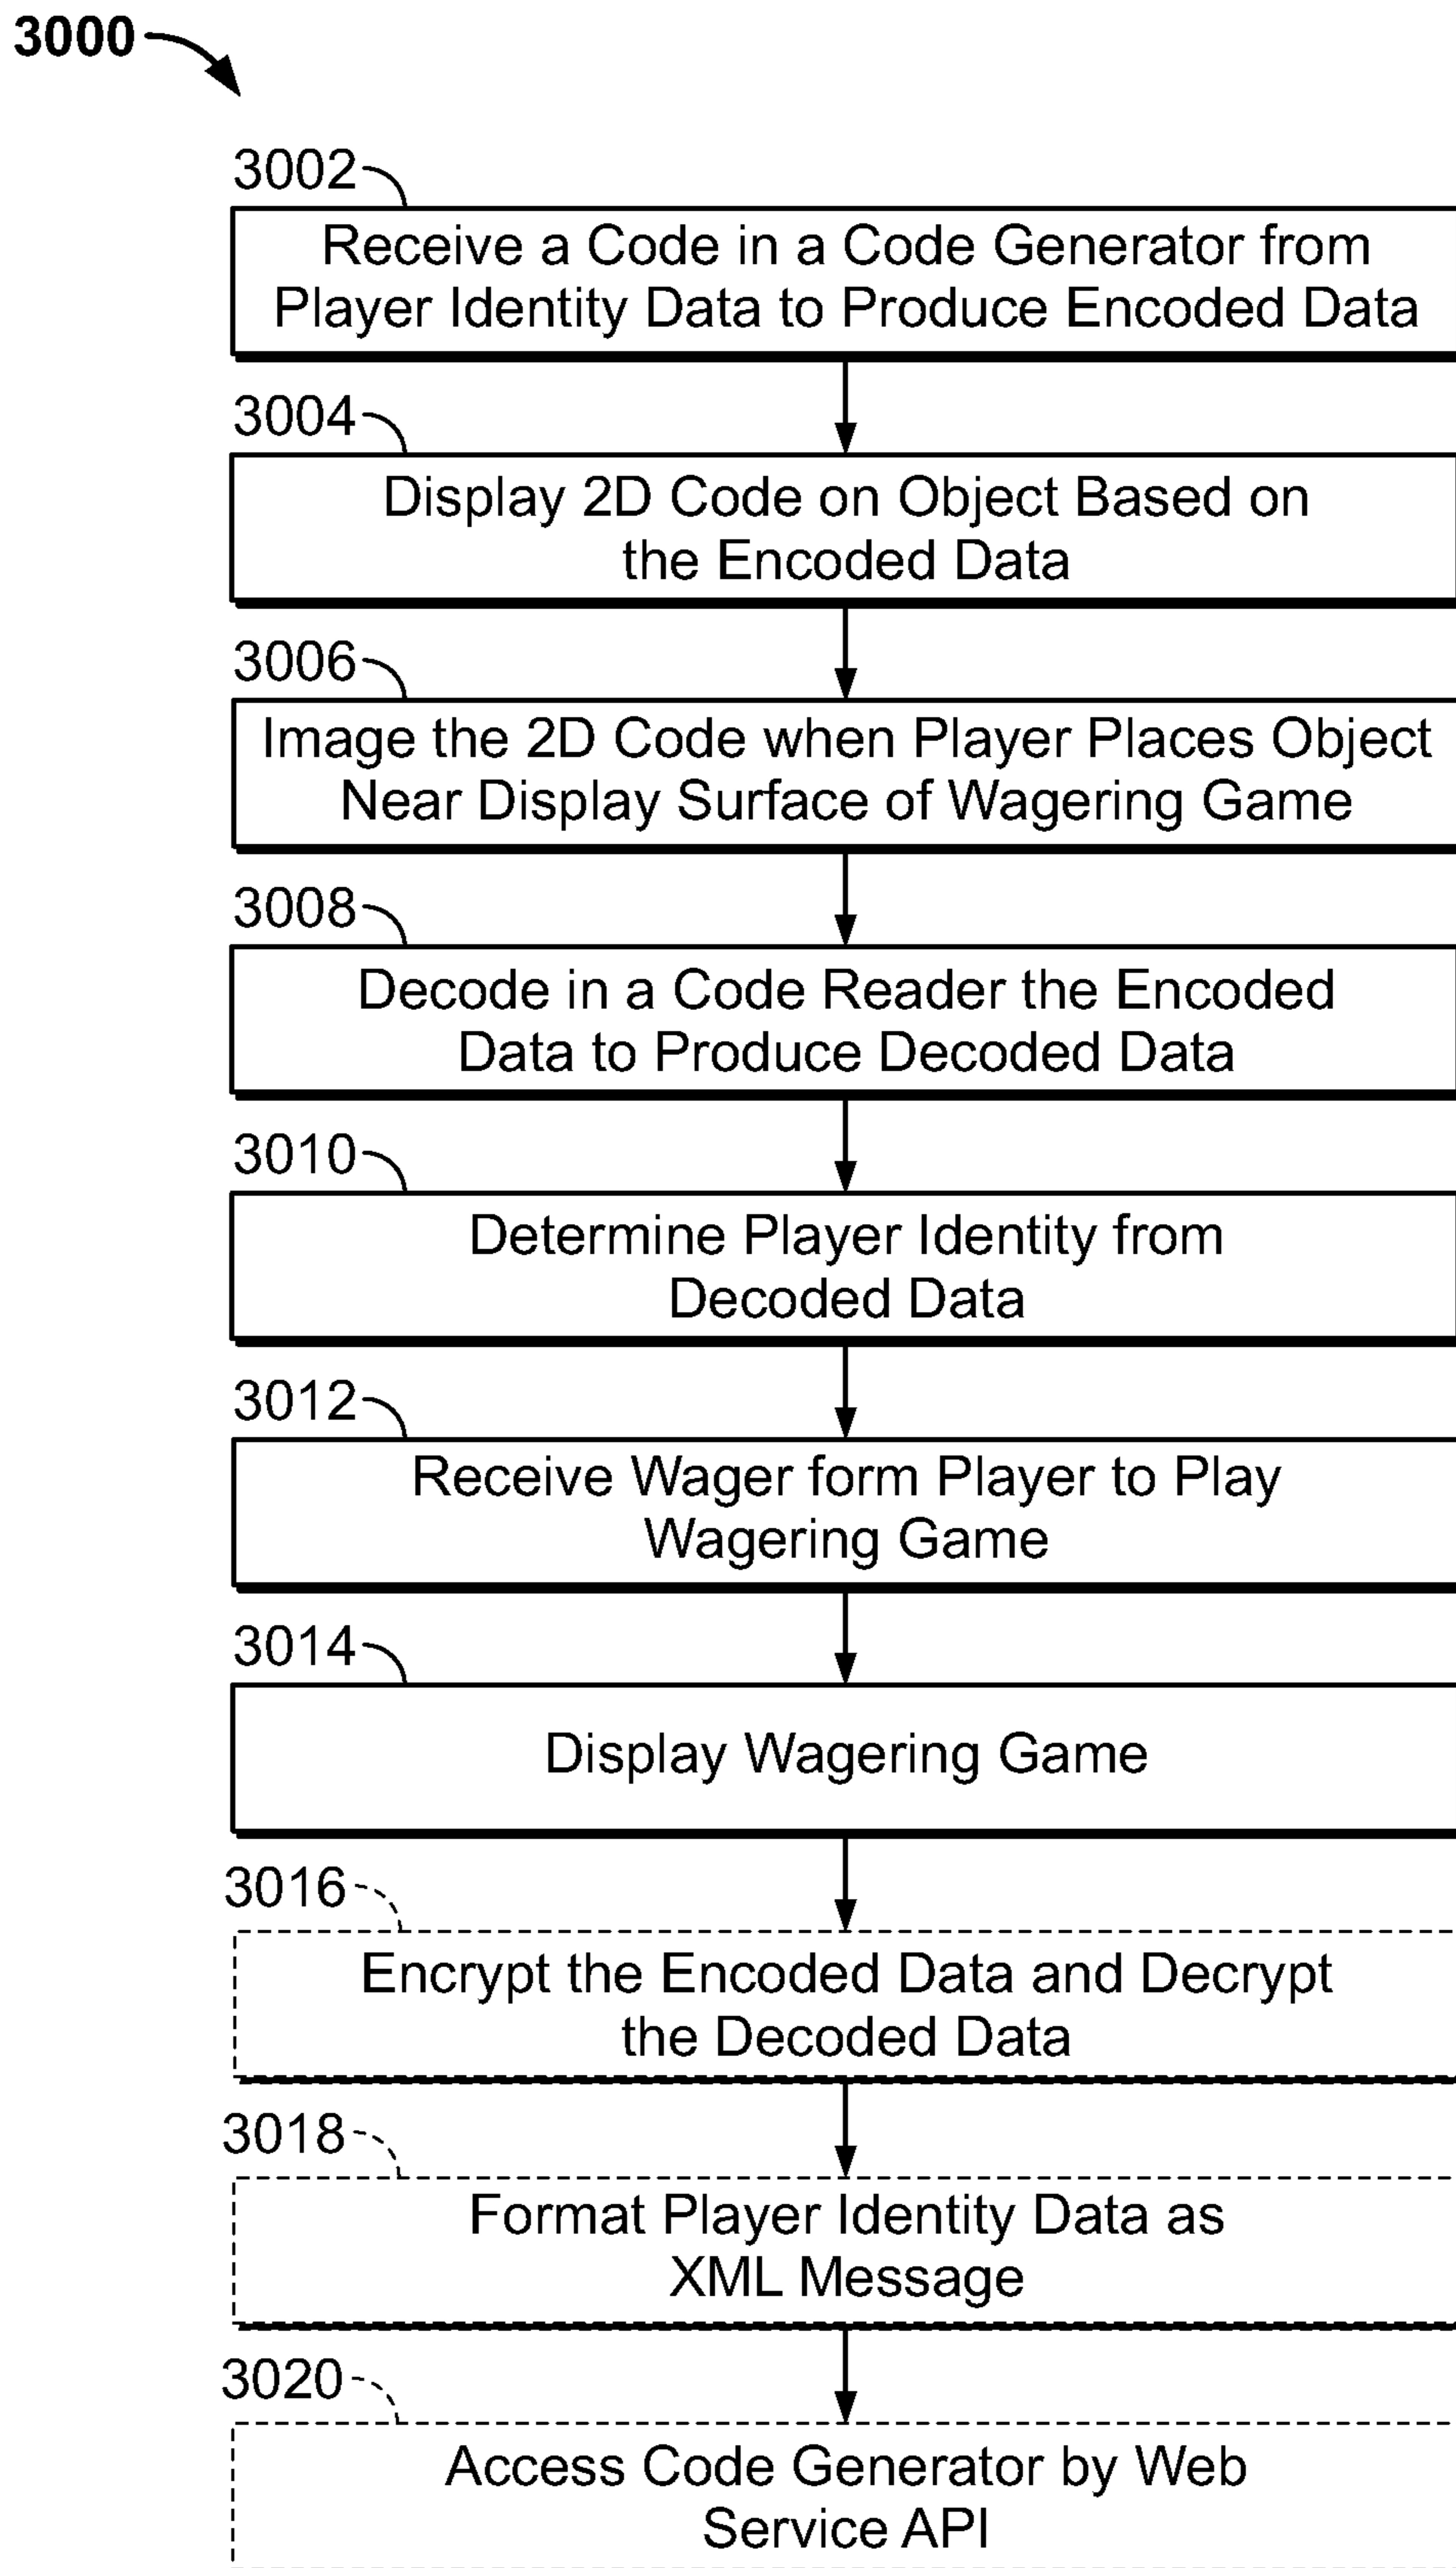 3000
3002
Receive a Code in a Code Generator from
Player Identity Data to Produce Encoded Data
3004
Display 2D Code on Object Based on
the Encoded Data
3006
Image the 2D Code when Player Places Object
Near Display Surface of Wagering Game
3008
Decode in a Code Reader the Encoded
Data to Produce Decoded Data
3010
Determine Player Identity from
Decoded Data
3012
Receive Wager form Player to Play
Wagering Game
3014
Display Wagering Game
3016
Encrypt the Encoded Data and Decrypt
the Decoded Data
3018
Format Player Identity Data as
XML Message
3020
Access Code Generator by Web
Service API